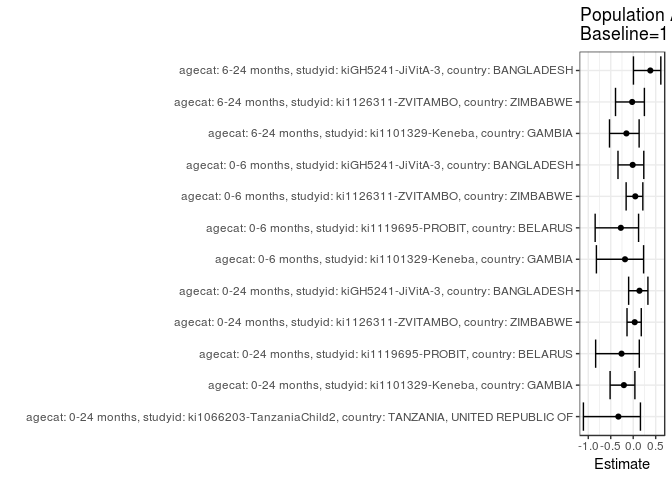 Population
Baseline=1
agecat: 6-24 months, studyid: kiGH5241-JiVitA-3, country: BANGLADESH
agecat: 6-24 months, studyid: ki1126311-ZVITAMBO, country: ZIMBABWE
agecat: 6-24 months, studyid: ki1101329-Keneba, country: GAMBIA
agecat: 0-6 months, studyid: kiGH5241-JiVitA-3, country: BANGLADESH
agecat: 0-6 months, studyid: ki1126311-ZVITAMBO, country: ZIMBABWE
agecat: 0-6 months, studyid: ki1119695-PROBIT, country: BELARUS
agecat: 0-6 months, studyid: ki1101329-Keneba, country: GAMBIA
agecat: 0-24 months, studyid: kiGH5241-JiVitA-3, country: BANGLADESH
agecat: 0-24 months, studyid: ki1126311-ZVITAMBO, country: ZIMBABWE
agecat: 0-24 months, studyid: ki1119695-PROBIT, country: BELARUS
agecat: 0-24 months, studyid: ki1101329-Keneba, country: GAMBIA
agecat: 0-24 months, studyid: ki1066203-TanzaniaChild2, country: TANZANIA, UNITED REPUBLIC OF
-1.0 -0.5 0.0 0.5
Estimate